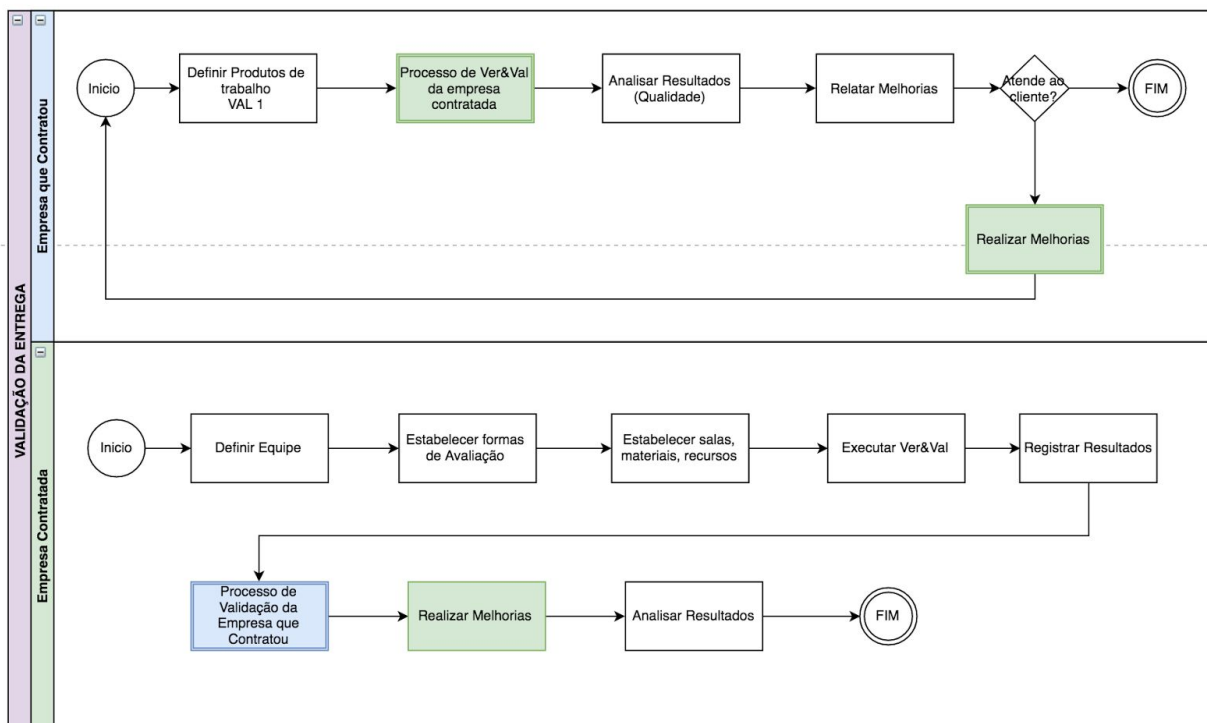 VALIDAÇÃO DA ENTREGA
Empresa que Contratou
Inicio
Definir Produtos de
trabalho
VAL 1
Processo de Ver&Val
da empresa
contratada
Analisar Resultados
(Qualidade)
Relatar Melhorias
Atende ao
cliente?
FIM
Realizar Melhorias
Empresa Contratada
Inicio
Definir Equipe
Estabelecer formas
de Avaliação
Estabelecer salas,
materiais, recursos
Executar Ver&Val
Registrar Resultados
Processo de
Validação da
Empresa que
Contratou
Realizar Melhorias
Analisar Resultados
FIM